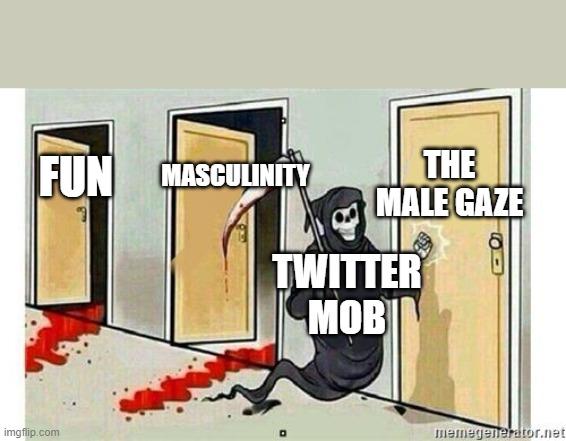 FUN
MASCULINITY
THE
MALE GAZE
TWITTER
MOB
imgflip.com
memegenerator.net